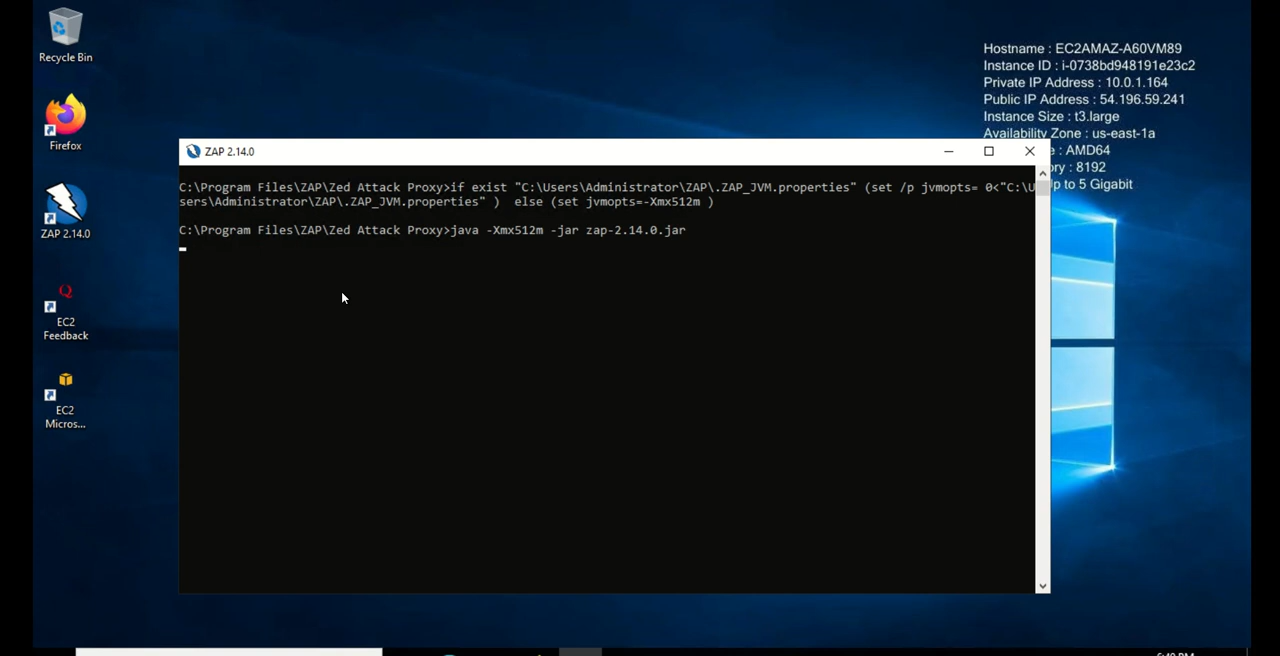 Recycle Bin
Firefox
ZAP 2.14.0
EC2
Feedback
EC2
Micros...
Hostname : EC2AMAZ-A60VM89
Instance ID : i-0738bd948191e23c2
Private IP Address : 10.0.1.164
Public IP Address : 54.196.59.241
Instance Size : t3.large
Availability Zone : us-east-1a
e : AMD64
ory : 8192
Up to 5 Gigabit
ZAP 2.14.0
C:\Program Files\ZAP\Zed Attack Proxy>if exist "C:\Users\Administrator\ZAP\.ZAP_JVM.properties" (set /p jvmopts= 0<"C:\U
sers\Administrator\ZAP\.ZAP_JVM.properties" )  else (set jvmopts=-Xmx512m )
C:\Program Files\ZAP\Zed Attack Proxy>java -Xmx512m -jar zap-2.14.0.jar